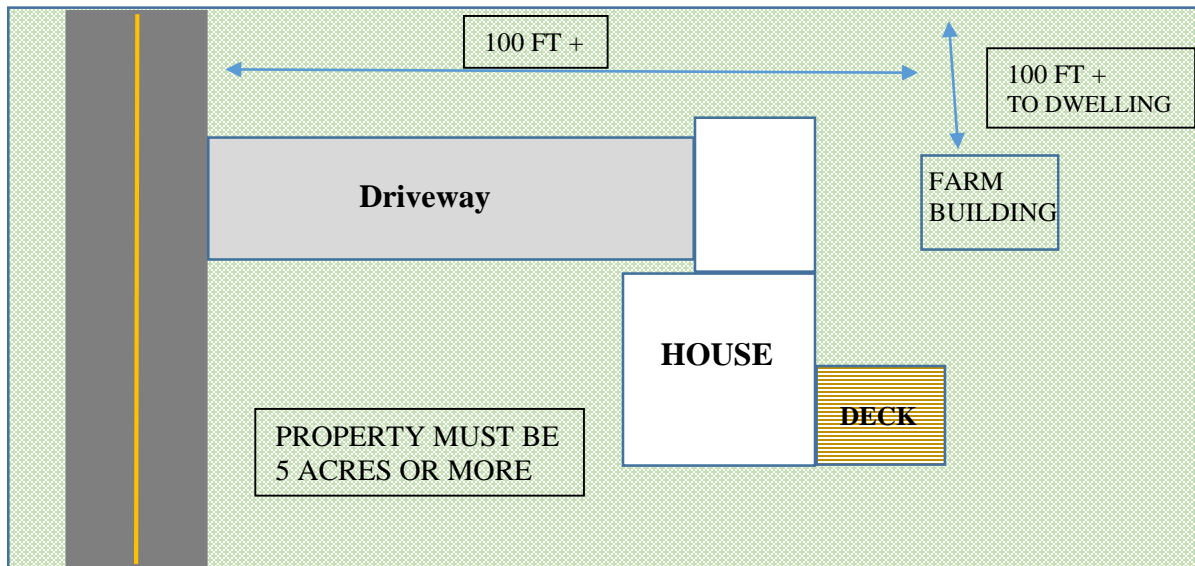 100 FT +
100 FT +
TO DWELLING
Driveway
FARM
BUILDING
HOUSE
DECK
PROPERTY MUST BE
5 ACRES OR MORE